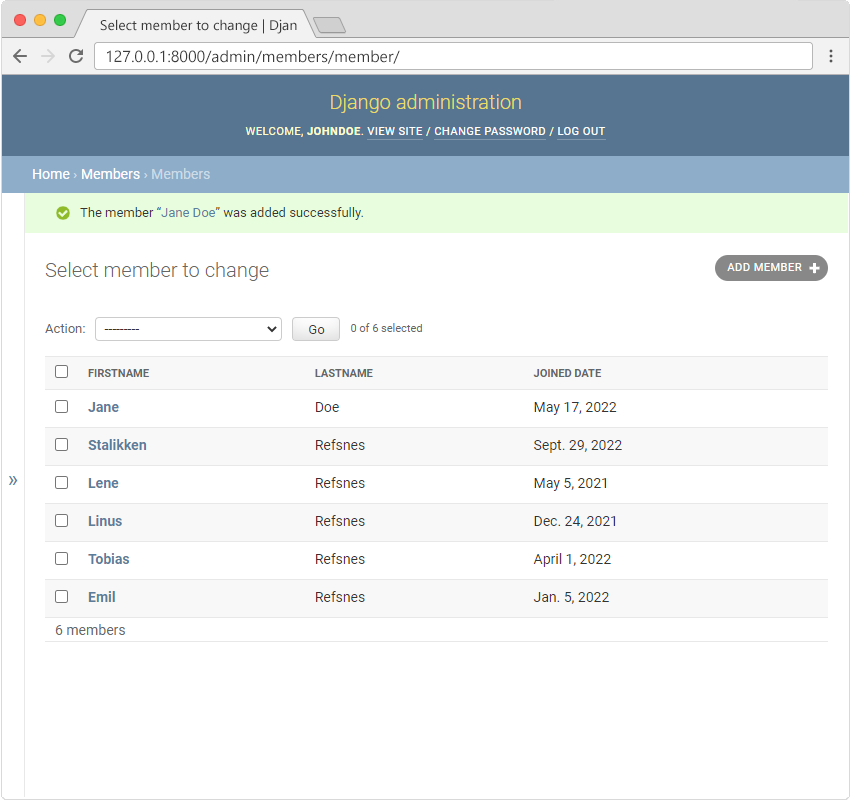 Select member to change | Djan
127.0.0.1:8000/admin/members/member/
Django administration
WELCOME, JOHNDOE. VIEW SITE / CHANGE PASSWORD / LOG OUT
Home › Members › Members
The member “Jane Doe” was added successfully.
Select member to change
ADD MEMBER +
Action: --------- Go 0 of 6 selected
FIRSTNAME LASTNAME JOINED DATE
Jane Doe May 17, 2022
Stalikken Refsnes Sept. 29, 2022
»
Lene Refsnes May 5, 2021
Linus Refsnes Dec. 24, 2021
Tobias Refsnes April 1, 2022
Emil Refsnes Jan. 5, 2022
6 members